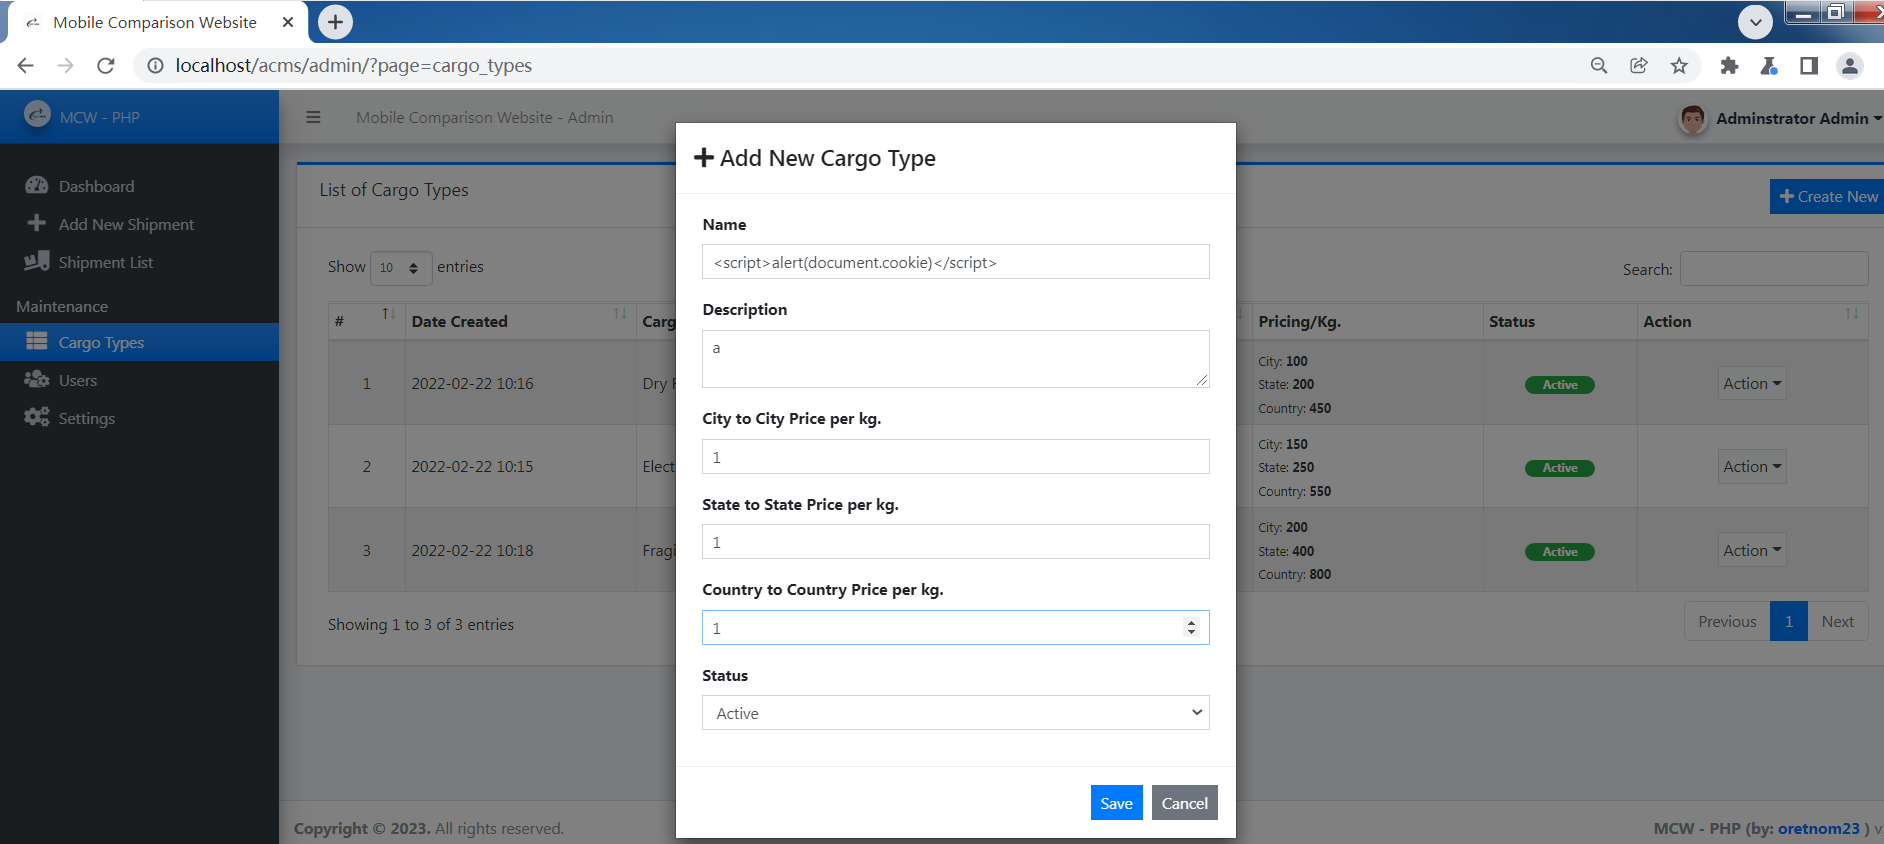 Mobile Comparison Website
localhost/acms/admin/?page=cargo_types
MCW - PHP
Mobile Comparison Website - Admin
Adminstrator Admin
Dashboard
Add New Shipment
Shipment List
Maintenance
Cargo Types
Users
Settings
List of Cargo Types
Create New
Show 10 entries
Search:
# Date Created Pricing/Kg. Status Action
1 2022-02-22 10:16 Dry City: 100 State: 200 Country: 450 Active Action
2 2022-02-22 10:15 Elect City: 150 State: 250 Country: 550 Active Action
3 2022-02-22 10:18 Fragi City: 200 State: 400 Country: 800 Active Action
Showing 1 to 3 of 3 entries
Previous 1 Next
Add New Cargo Type
Name
<script>alert(document.cookie)</script>
Description
a
City to City Price per kg.
1
State to State Price per kg.
1
Country to Country Price per kg.
1
Status
Active
Save Cancel
Copyright © 2023. All rights reserved.
MCW - PHP (by: oretnom23 ) v